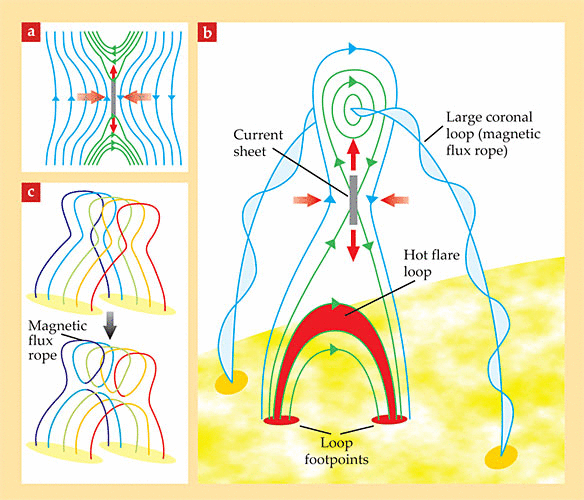 a
b
Current
sheet
Large coronal
loop (magnetic
flux rope)
Hot flare
loop
Loop
footpoints
c
Magnetic
flux
rope